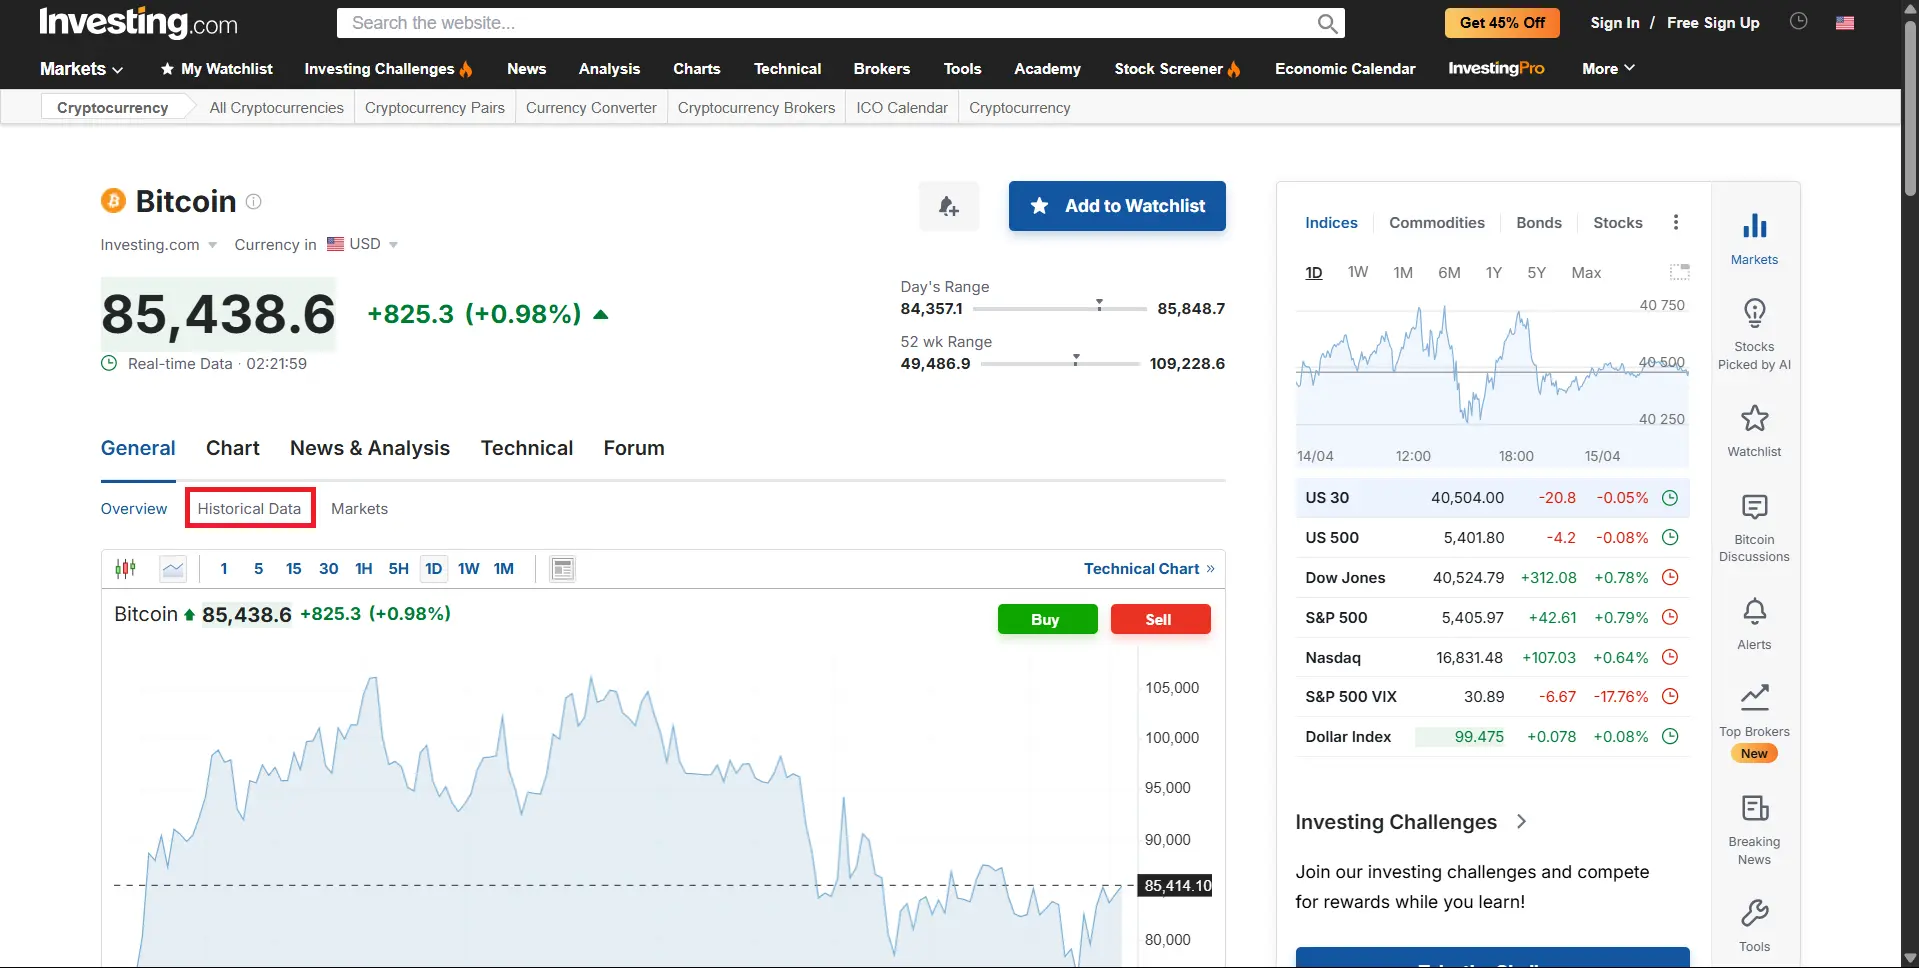 Investing.com
Search the website...
Get 45% Off
Sign In / Free Sign Up
Markets
My Watchlist
Investing Challenges
News
Analysis
Charts
Technical
Brokers
Tools
Academy
Stock Screener
Economic Calendar
InvestingPro
More
Cryptocurrency
All Cryptocurrencies
Cryptocurrency Pairs
Currency Converter
Cryptocurrency Brokers
ICO Calendar
Cryptocurrency
Bitcoin
Add to Watchlist
Investing.com
Currency in USD
85,438.6 +825.3 (+0.98%)
Real-time Data · 02:21:59
Day's Range
84,357.1 85,848.7
52 wk Range
49,486.9 109,228.6
General
Chart
News & Analysis
Technical
Forum
Overview
Historical Data
Markets
1 5 15 30 1H 5H 1D 1W 1M
Technical Chart »
Bitcoin 85,438.6 +825.3 (+0.98%)
Buy
Sell
105,000
100,000
95,000
90,000
85,414.10
80,000
Indices
Commodities
Bonds
Stocks
1D 1W 1M 6M 1Y 5Y Max
40 750
40 500
40 250
14/04 12:00 18:00 15/04
US 30 40,504.00 -20.8 -0.05%
US 500 5,401.80 -4.2 -0.08%
Dow Jones 40,524.79 +312.08 +0.78%
S&P 500 5,405.97 +42.61 +0.79%
Nasdaq 16,831.48 +107.03 +0.64%
S&P 500 VIX 30.89 -6.67 -17.76%
Dollar Index 99.475 +0.078 +0.08%
Investing Challenges
Join our investing challenges and compete
for rewards while you learn!
Markets
Stocks
Picked by AI
Watchlist
Bitcoin
Discussions
Alerts
Top Brokers
New
Breaking
News
Tools